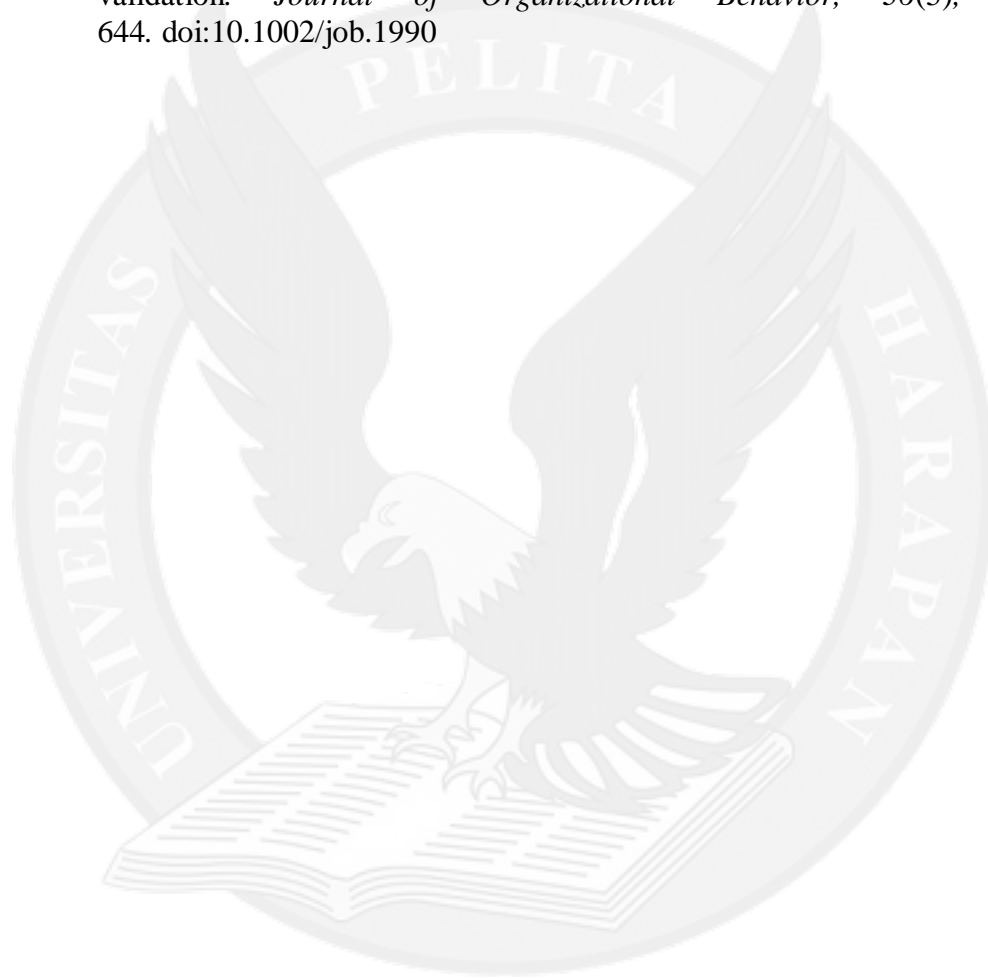 validation. Journal of Organizational Behavior, 36(5),
644. doi:10.1002/job.1990
UNIVERSITAS PELITA HARAPAN